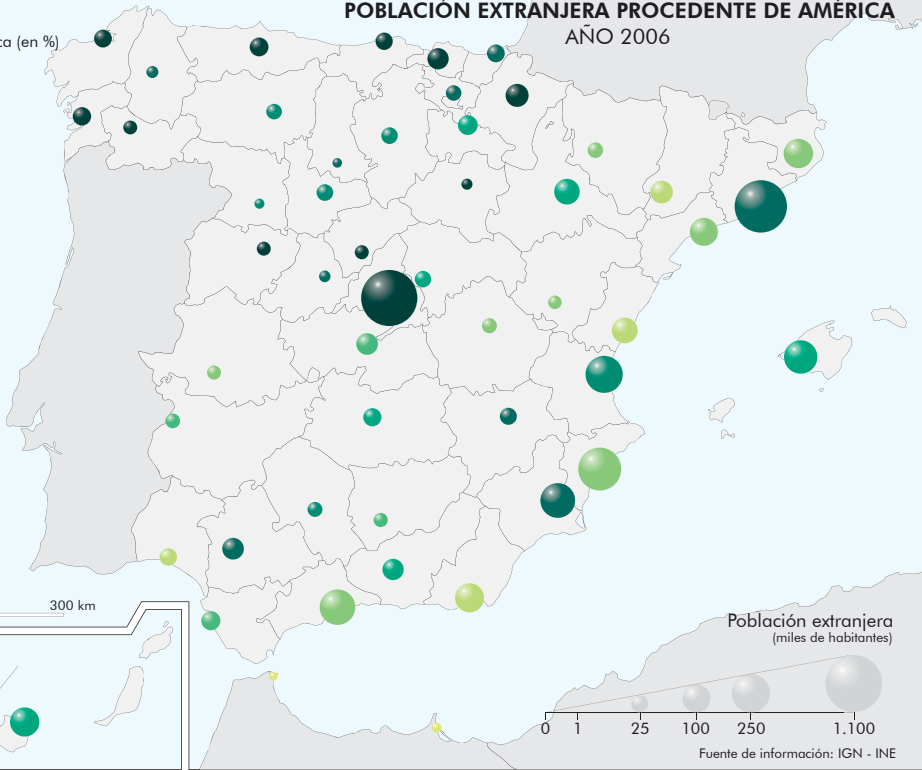 POBLACIÓN EXTRANJERA PROCEDENTE DE AMÉRICA
AÑO 2006
ca (en %)
300 km
Población extranjera
(miles de habitantes)
0 1 25 100 250 1.100
Fuente de información: IGN - INE